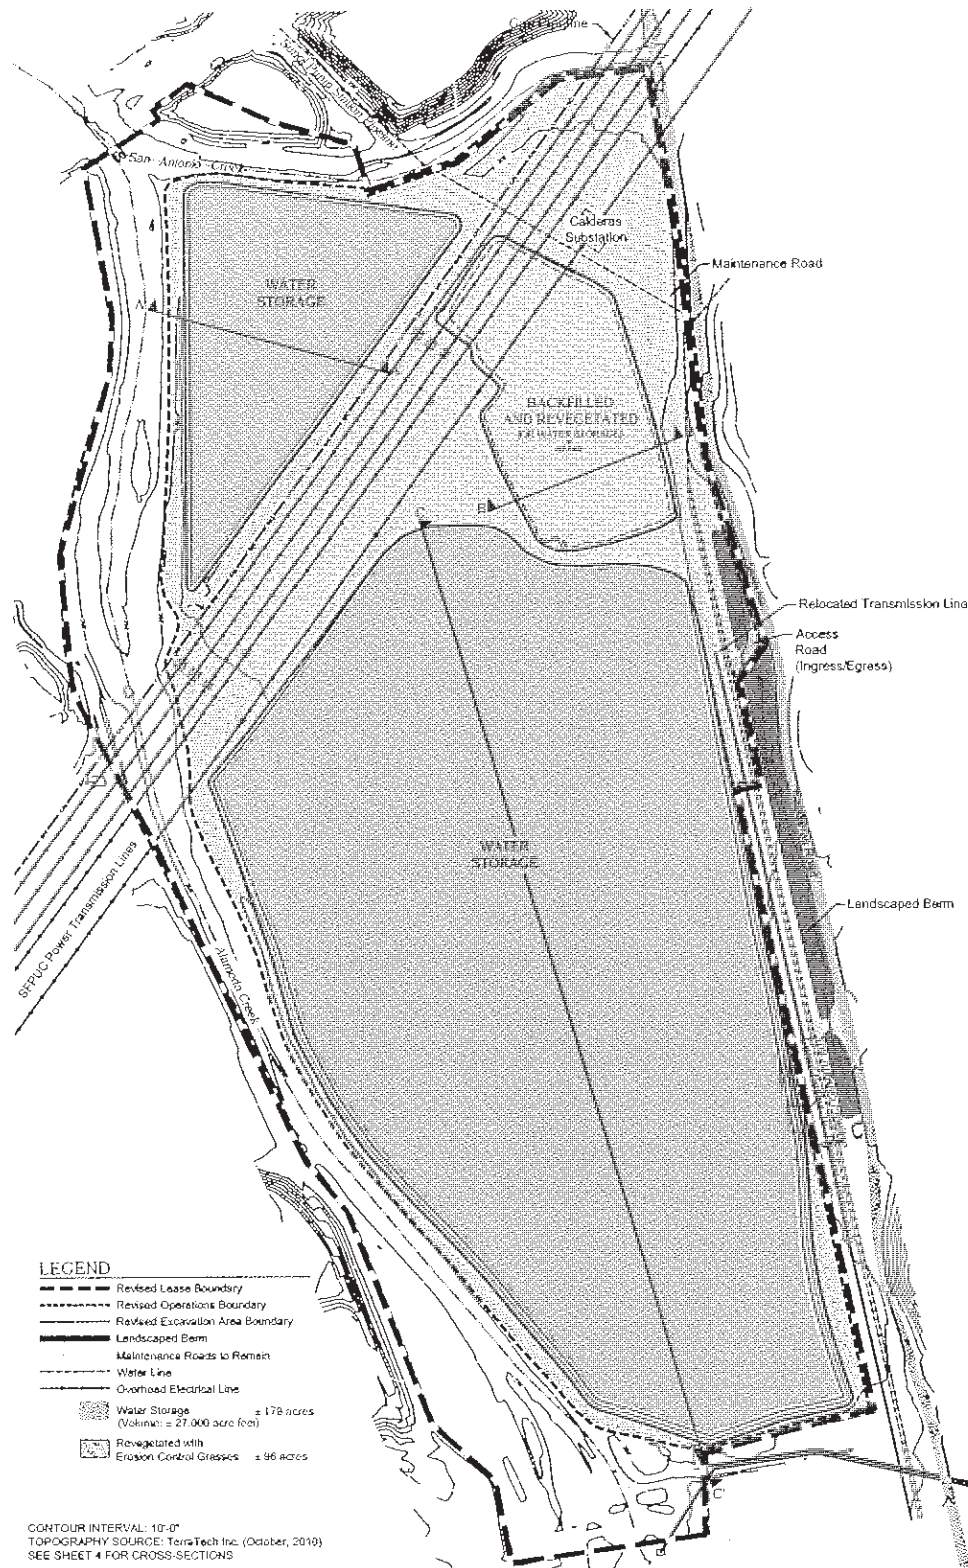 San Antonio Creek
Calderas
Substation
Maintenance Road
WATER
STORAGE
BACKFILLED
AND REVEGETATED
Relocated Transmission Line
Access
Road
(Ingress/Egress)
WATER
STORAGE
Landscaped Berm
SFPUC Power Transmission Lines
Alameda Creek
LEGEND
Revised Lease Boundary
Revised Operations Boundary
Revised Excavation Area Boundary
Landscaped Berm
Maintenance Roads to Remain
Water Line
Overhead Electrical Line
Water Storage ± 178 acres
(Volume: ± 27,000 acre feet)
Revegetated with
Erosion Control Grasses ± 96 acres
CONTOUR INTERVAL: 10'-0"
TOPOGRAPHY SOURCE: TerraTech Inc. (October, 2010)
SEE SHEET 4 FOR CROSS-SECTIONS